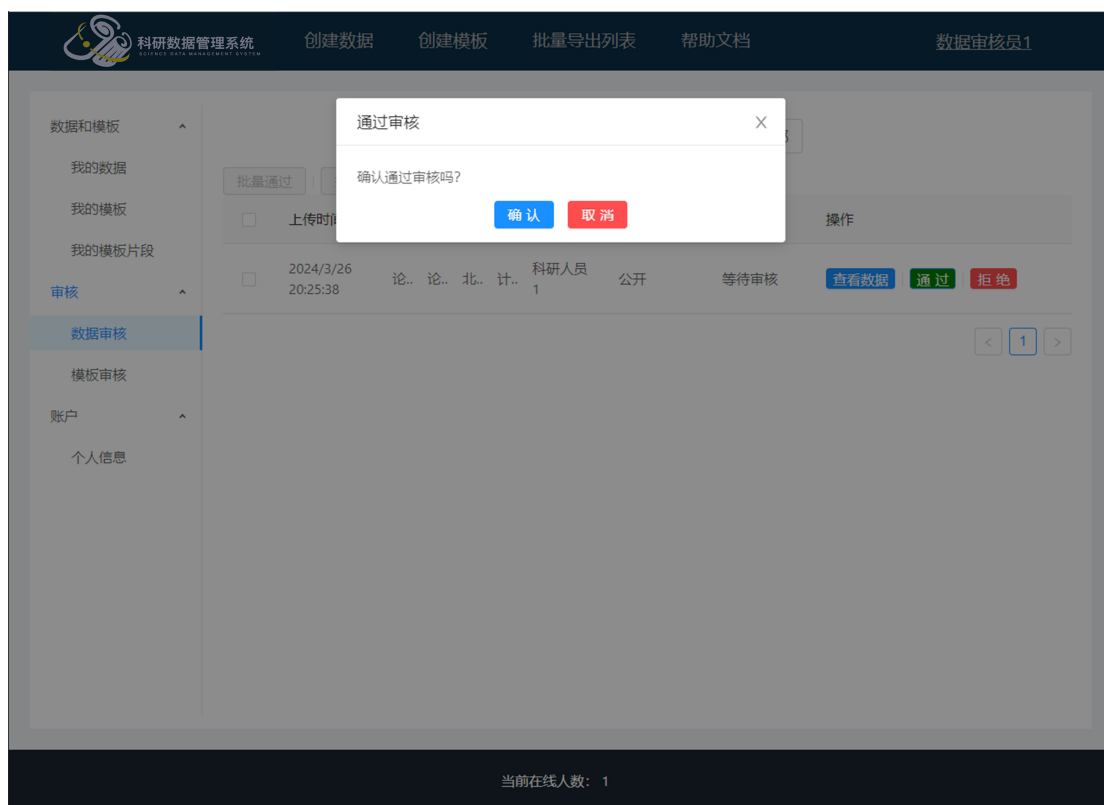 科研数据管理系统
SCIENCE DATA MANAGEMENT SYSTEM
创建数据 创建模板 批量导出列表 帮助文档 数据审核员1
数据和模板
我的数据
我的模板
我的模板片段
审核
数据审核
模板审核
账户
个人信息
通过审核
确认通过审核吗?
确认 取消
批量通过
上传时间 操作
2024/3/26
20:25:38
论.. 论.. 北.. 计.. 科研人员
1
公开 等待审核 查看数据 通过 拒绝
< 1 >
当前在线人数: 1